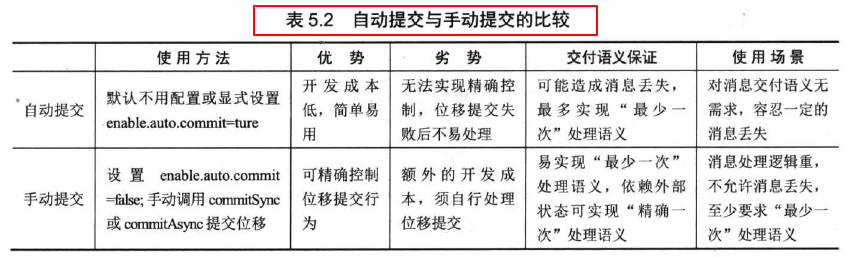 表 5.2 自动提交与手动提交的比较
使用方法 优势 劣势 交付语义保证 使用场景
自动提交
默认不用配置或显式设置
enable.auto.commit=ture
开发成本
低，简单易
用
无法实现精确控
制，位移提交失
败后不易处理
可能造成消息丢失，
最多实现“最少一
次”处理语义
对消息交付语义无
需求，容忍一定的
消息丢失
手动提交
设置 enable.auto.commit
=false; 手动调用 commitSync
或 commitAsync 提交位移
可精确控制
位移提交行
为
额外的开发成
本，须自行处理
位移提交
易实现“最少一次”
处理语义，依赖外部
状态可实现“精确一
次”处理语义
消息处理逻辑重，
不允许消息丢失，
至少要求“最少一
次”处理语义